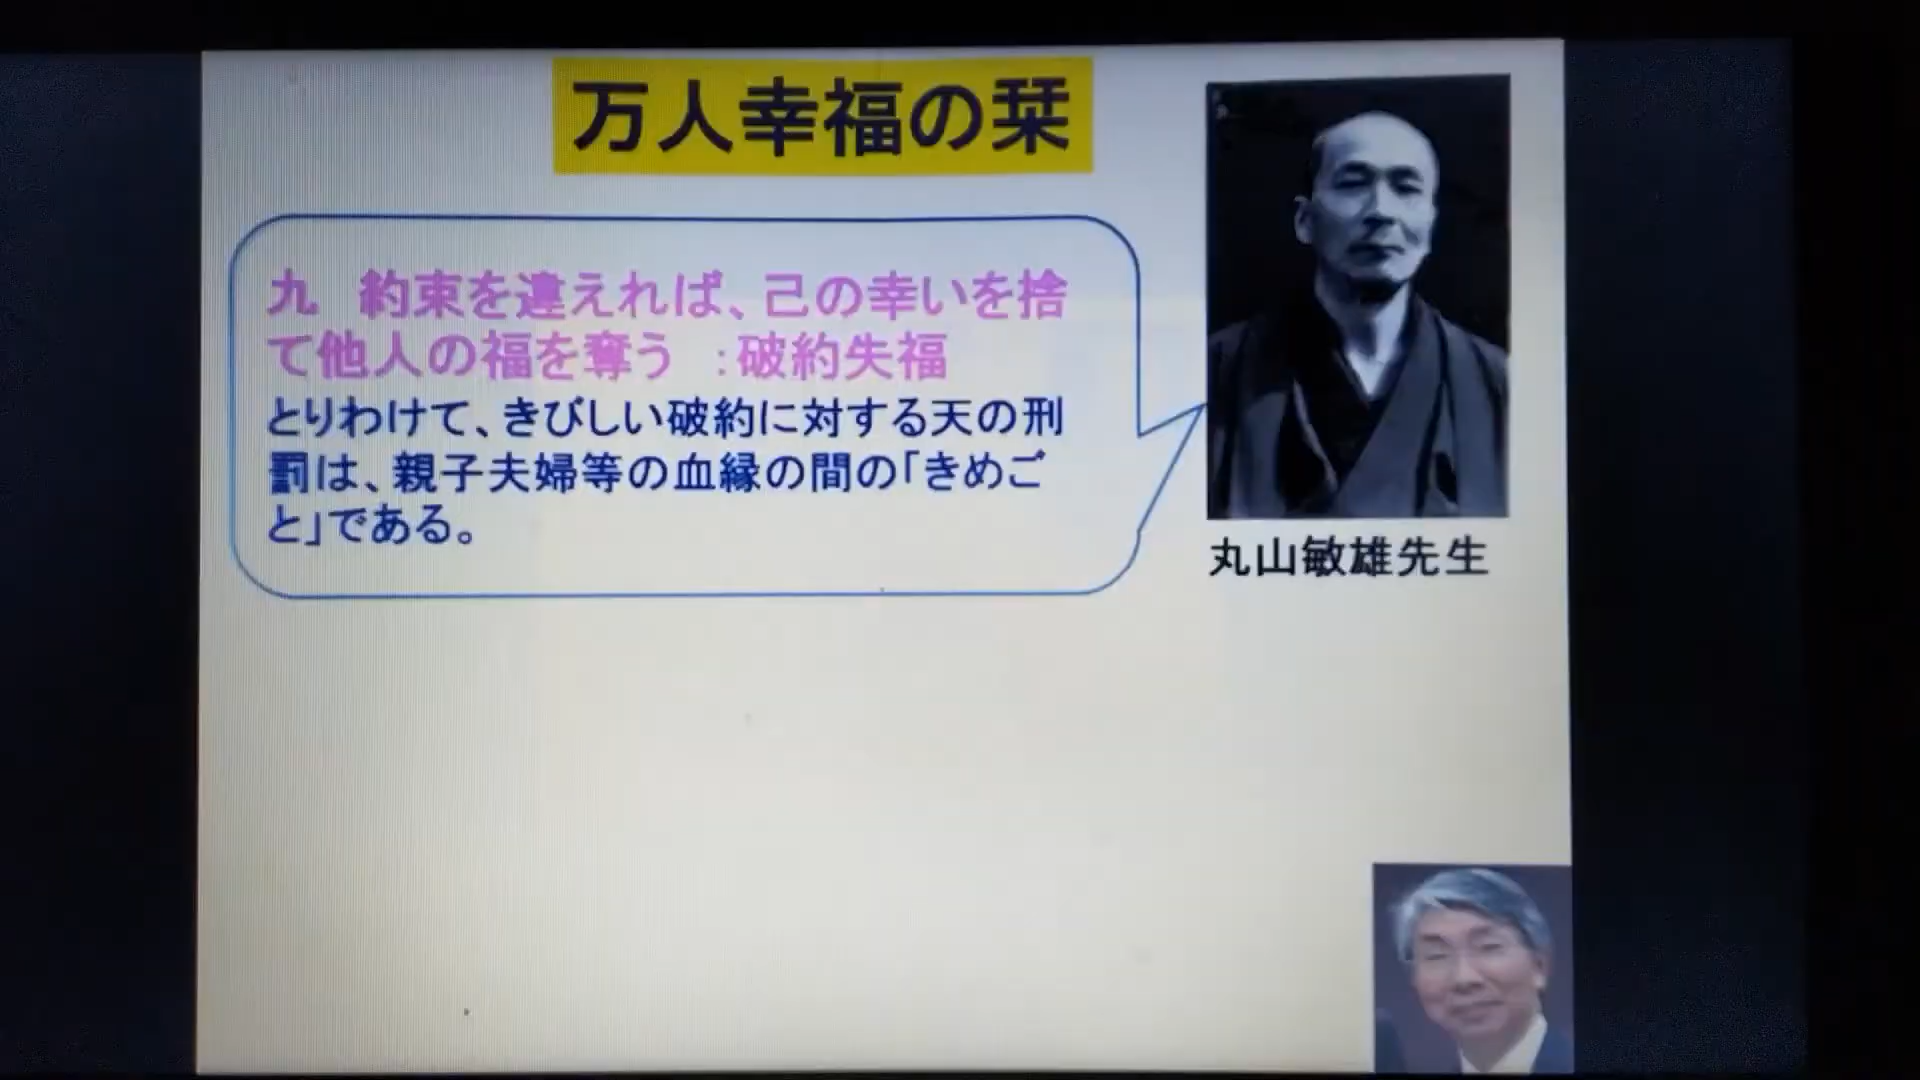 万人幸福の栞
九　約束を違えれば、己の幸いを捨
て他人の福を奪う　：破約失福
とりわけて、きびしい破約に対する天の刑
罰は、親子夫婦等の血縁の間の「きめご
と」である。
丸山敏雄先生